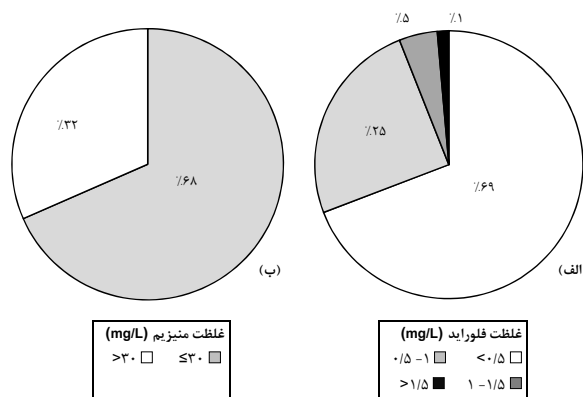 ٪۱
٪۵
٪۲۵
٪۶۹
(الف)
غلظت فلوراید (mg/L)
<۰/۵ ۰/۵ -۱
۱ -۱/۵ >۱/۵
٪۳۲
٪۶۸
(ب)
غلظت منیزیم (mg/L)
≤۳۰ >۳۰